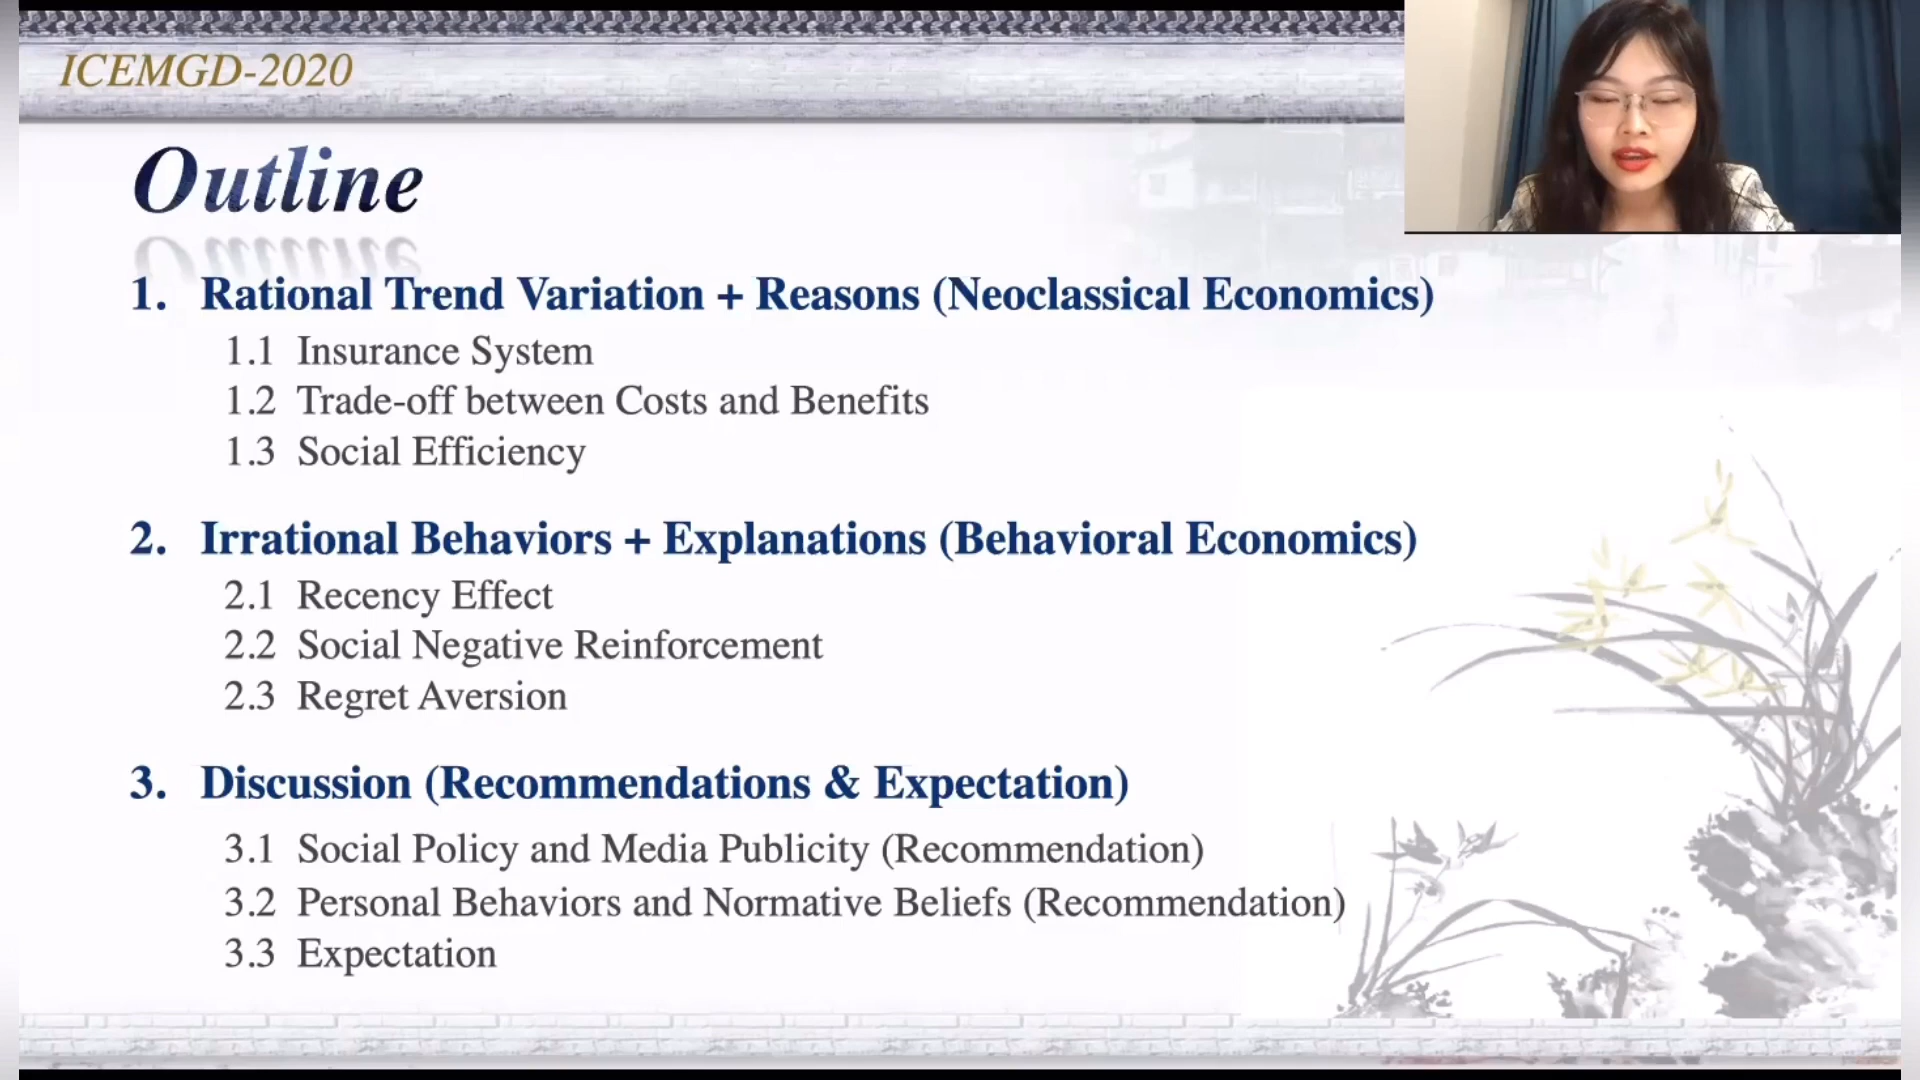 ICEMGD-2020
Outline
1. Rational Trend Variation + Reasons (Neoclassical Economics)
1.1 Insurance System
1.2 Trade-off between Costs and Benefits
1.3 Social Efficiency
2. Irrational Behaviors + Explanations (Behavioral Economics)
2.1 Recency Effect
2.2 Social Negative Reinforcement
2.3 Regret Aversion
3. Discussion (Recommendations & Expectation)
3.1 Social Policy and Media Publicity (Recommendation)
3.2 Personal Behaviors and Normative Beliefs (Recommendation)
3.3 Expectation